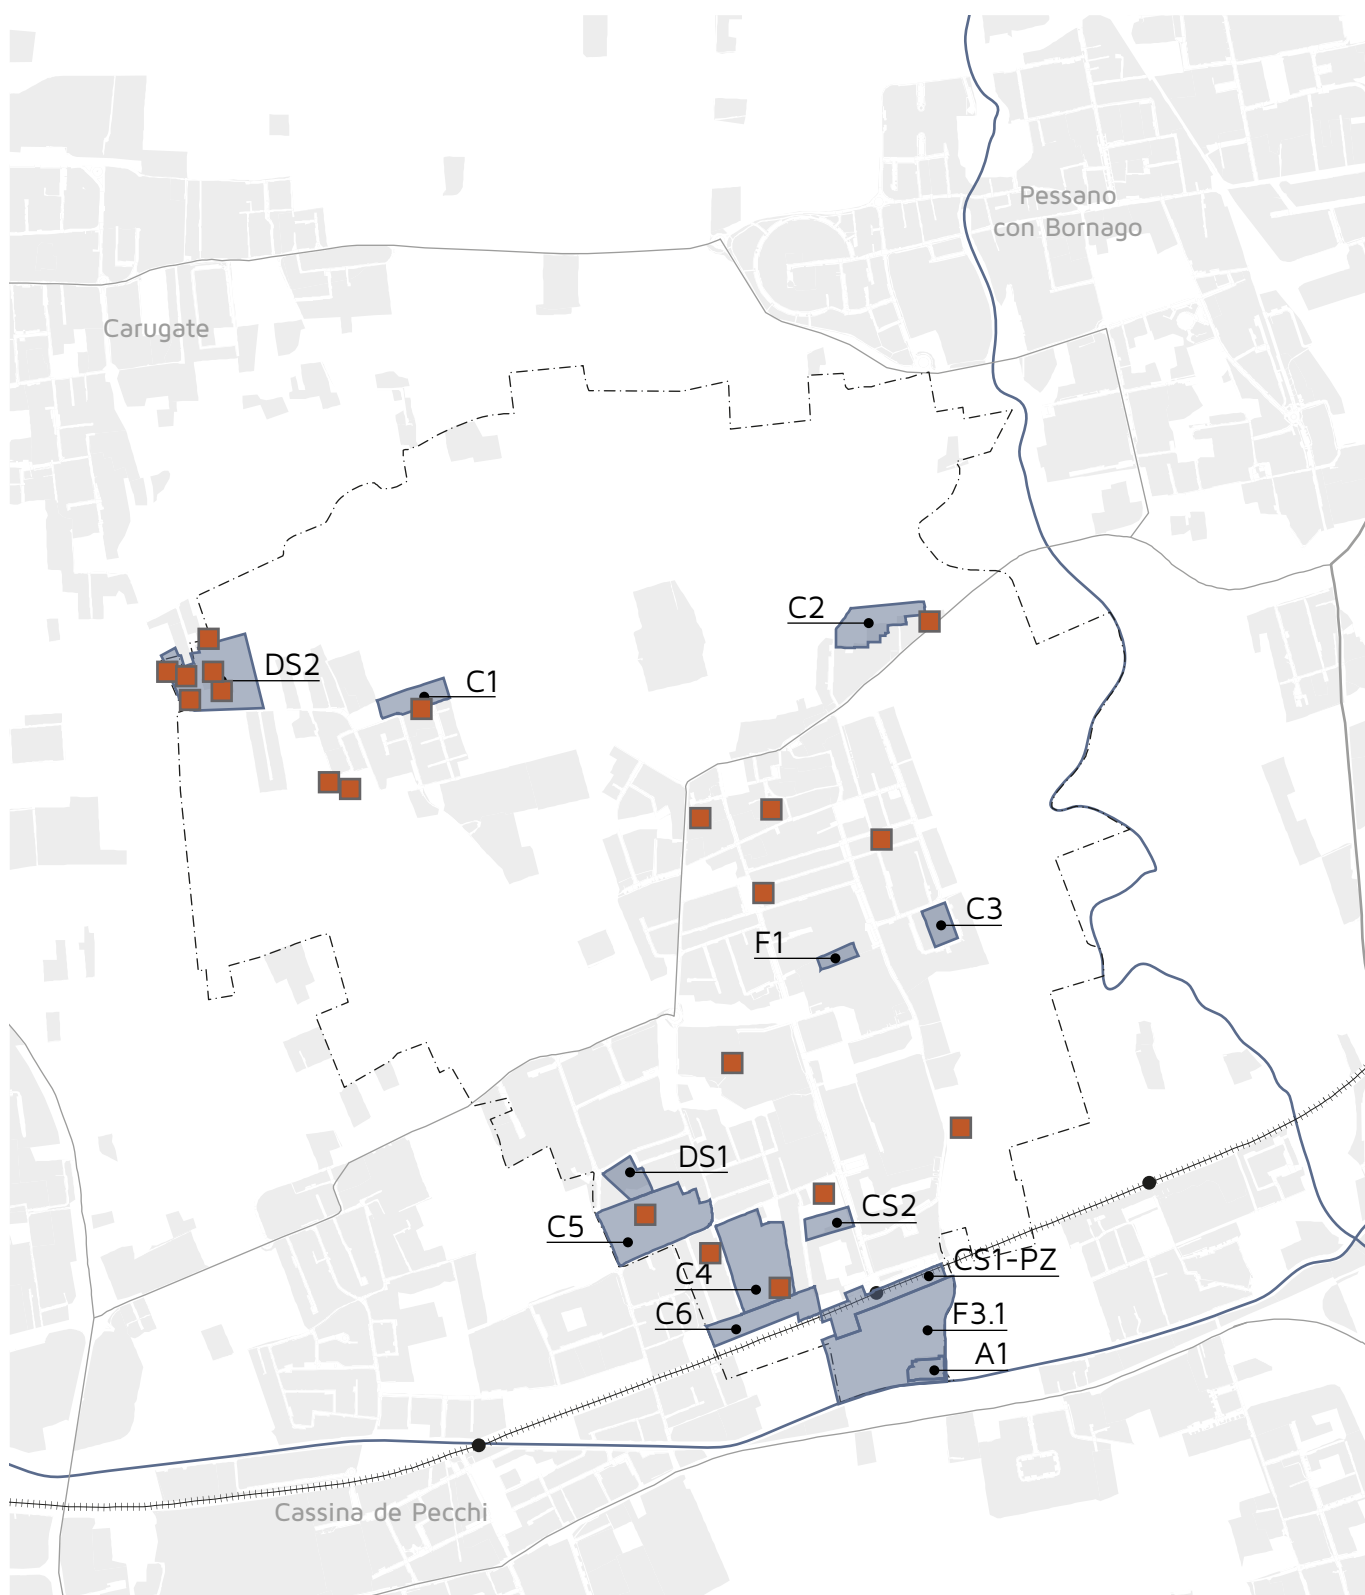 Pessano
con Bornago
Carugate
C2
DS2
C1
C3
F1
DS1
CS2
C5
CS1-PZ
C4
C6
F3.1
A1
Cassina de Pecchi